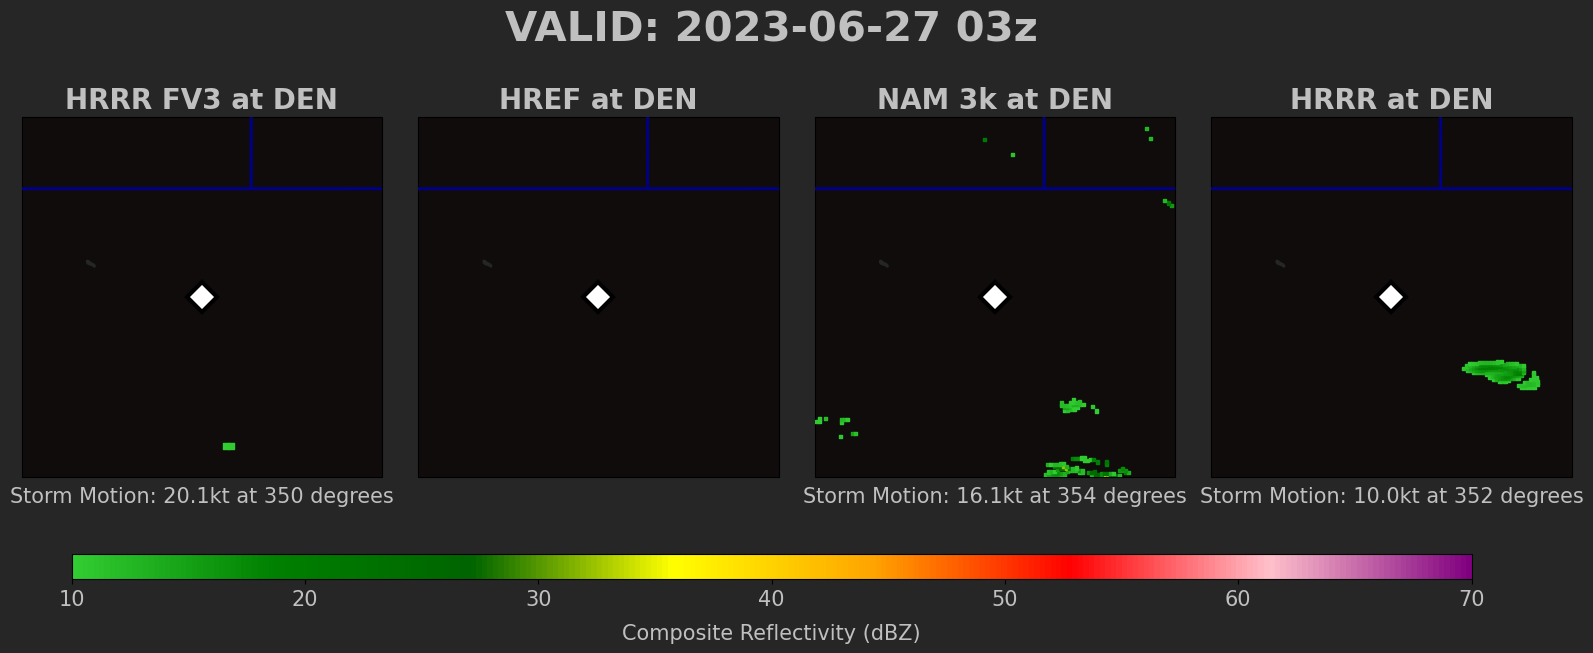 VALID: 2023-06-27 03z
HRRR FV3 at DEN
HREF at DEN
NAM 3k at DEN
HRRR at DEN
Storm Motion: 20.1kt at 350 degrees
Storm Motion: 16.1kt at 354 degrees
Storm Motion: 10.0kt at 352 degrees
10 20 30 40 50 60 70
Composite Reflectivity (dBZ)